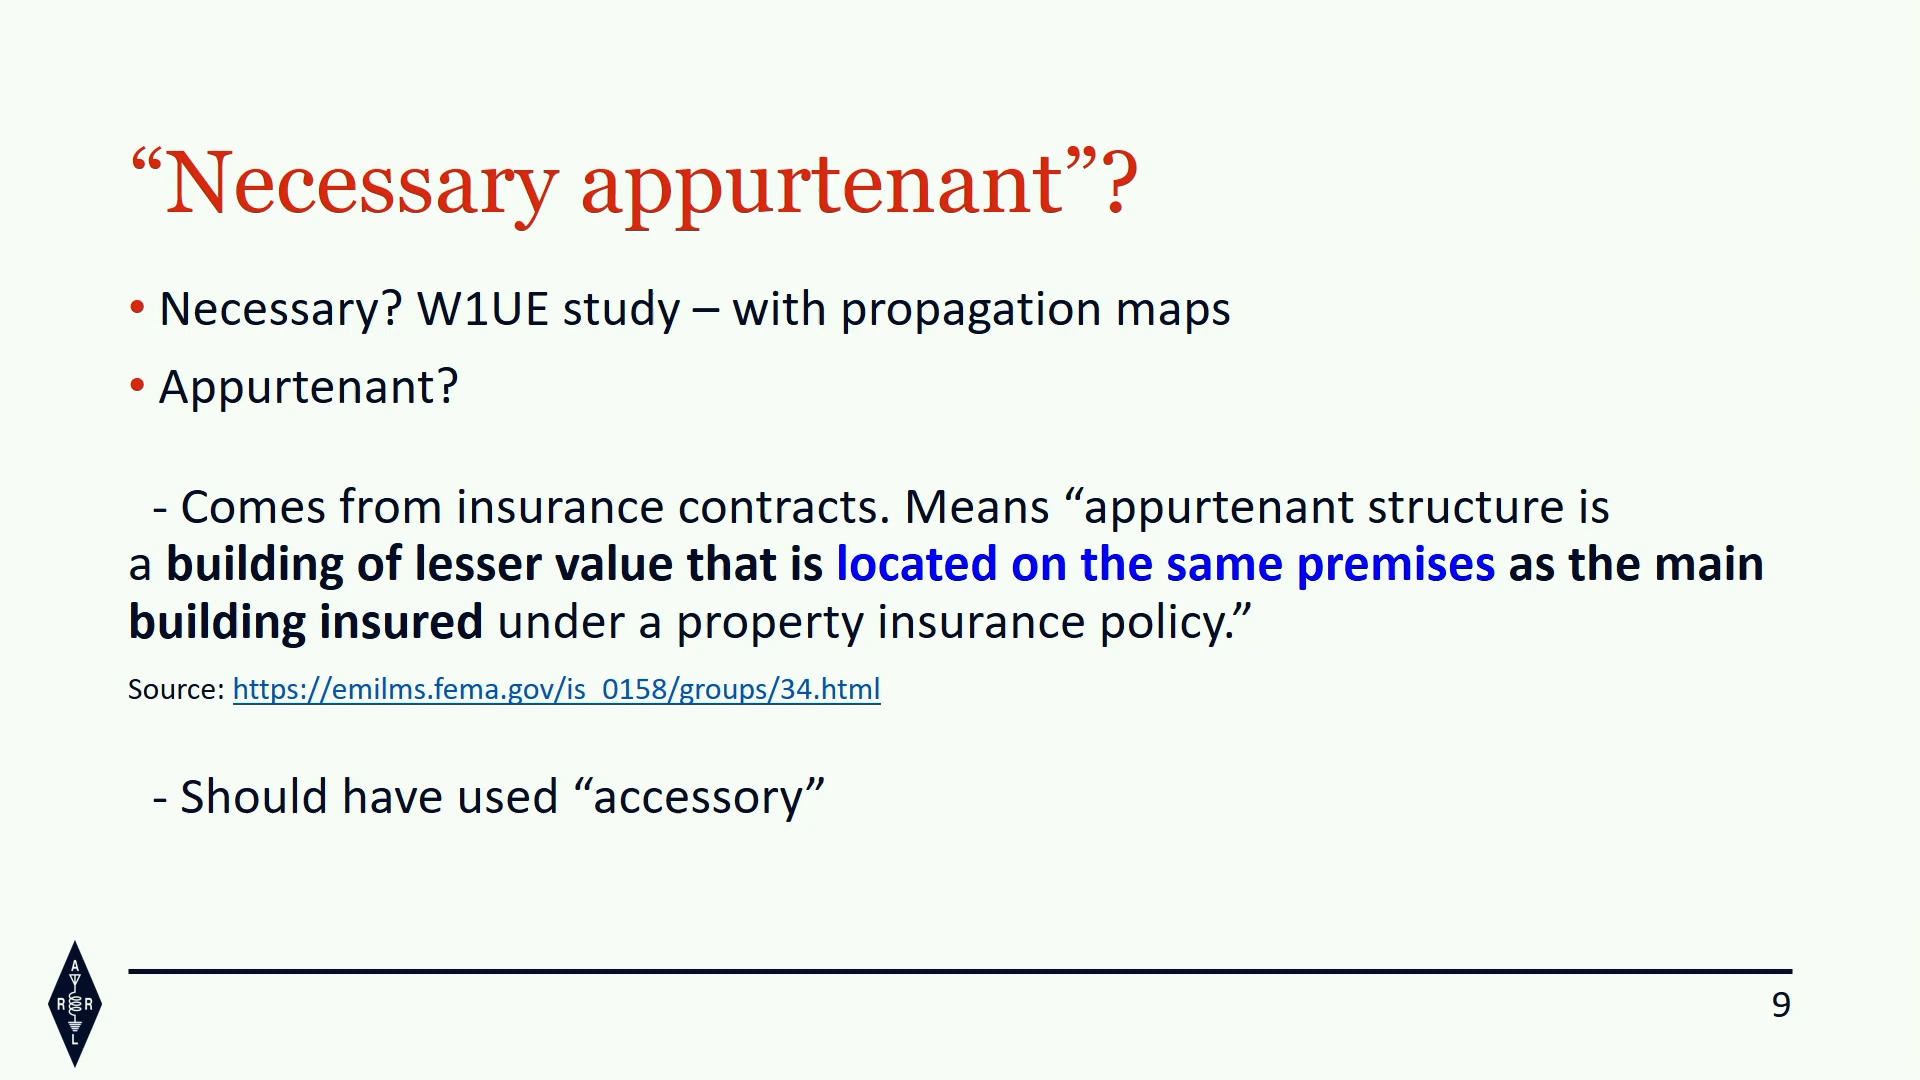 “Necessary appurtenant”?
• Necessary? W1UE study – with propagation maps
• Appurtenant?
- Comes from insurance contracts. Means “appurtenant structure is
a building of lesser value that is located on the same premises as the main
building insured under a property insurance policy.”
Source: https://emilms.fema.gov/is_0158/groups/34.html
- Should have used “accessory”
A
R R
L
9